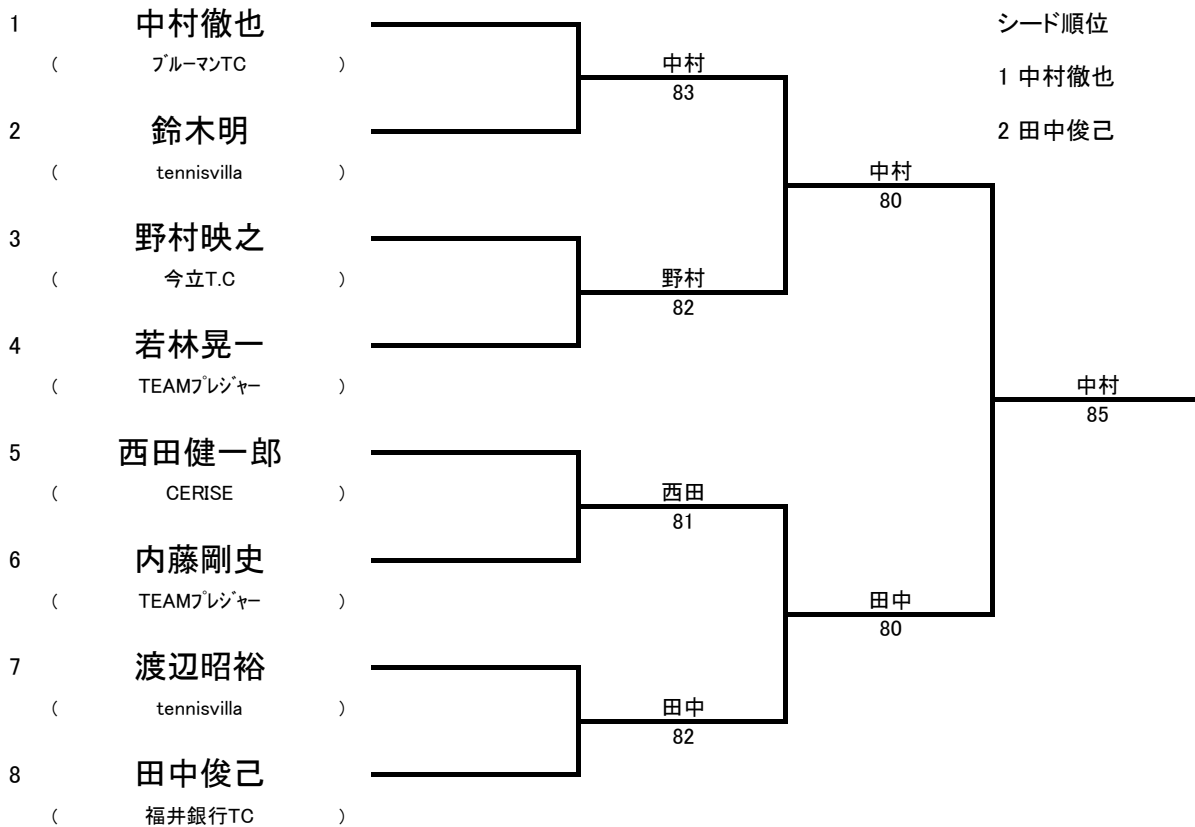 1 中村徹也 シード順位
( ブルーマンTC ) 中村 1 中村徹也
83
2 鈴木明 2 田中俊己
( tennisvilla ) 中村
80
3 野村映之
( 今立T.C ) 野村
82
4 若林晃一
( TEAMプレジャー ) 中村
85
5 西田健一郎
( CERISE ) 西田
81
6 内藤剛史
( TEAMプレジャー ) 田中
80
7 渡辺昭裕
( tennisvilla ) 田中
82
8 田中俊己
( 福井銀行TC )